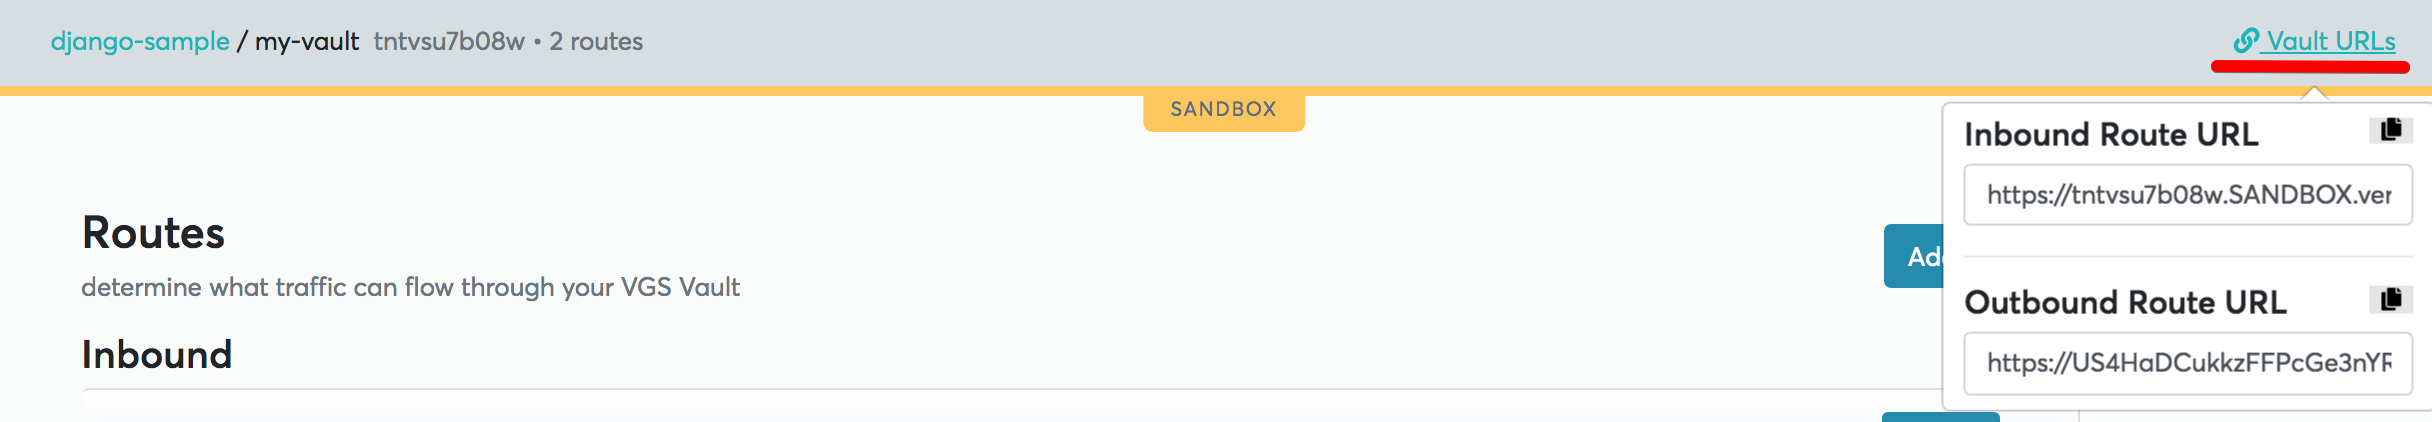 django-sample / my-vault tntvsu7b08w • 2 routes
Vault URLs
SANDBOX
Inbound Route URL
https://tntvsu7b08w.SANDBOX.ver
Outbound Route URL
https://US4HaDCukkzFFPcGe3nYF
Routes
determine what traffic can flow through your VGS Vault
Inbound